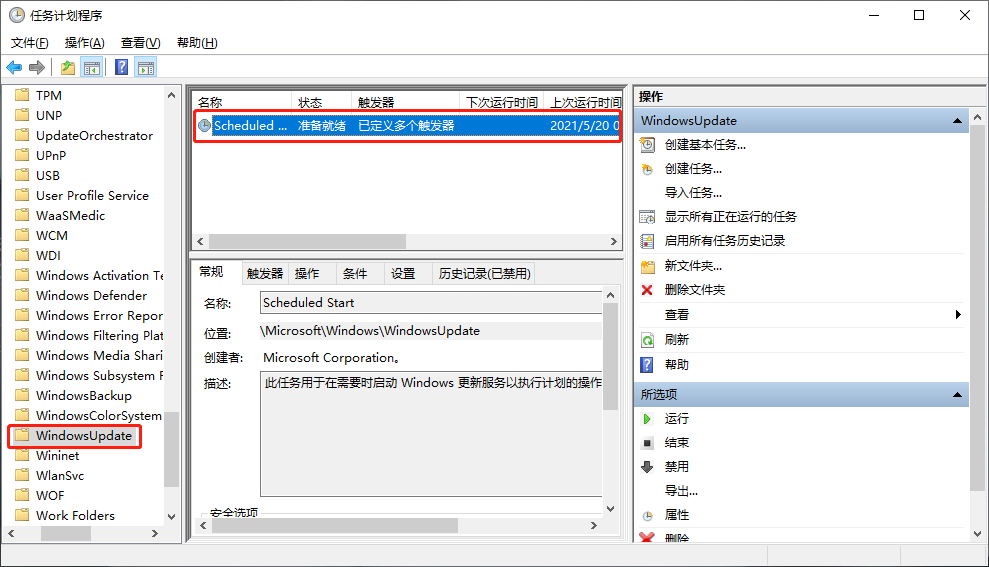 任务计划程序
文件(F) 操作(A) 查看(V) 帮助(H)
TPM
UNP
UpdateOrchestrator
UPnP
USB
User Profile Service
WaaSMedic
WCM
WDI
Windows Activation Te
Windows Defender
Windows Error Repor
Windows Filtering Plat
Windows Media Shari
Windows Subsystem F
WindowsBackup
WindowsColorSystem
WindowsUpdate
Wininet
WlanSvc
WOF
Work Folders
名称 状态 触发器 下次运行时间 上次运行时间
Scheduled ... 准备就绪 已定义多个触发器 2021/5/20 0
常规 触发器 操作 条件 设置 历史记录(已禁用)
名称: Scheduled Start
位置: \Microsoft\Windows\WindowsUpdate
创建者: Microsoft Corporation。
描述: 此任务用于在需要时启动 Windows 更新服务以执行计划的操作
安全选项
操作
WindowsUpdate
创建基本任务...
创建任务...
导入任务...
显示所有正在运行的任务
启用所有任务历史记录
新文件夹...
删除文件夹
查看
刷新
帮助
所选项
运行
结束
禁用
导出...
属性
删除